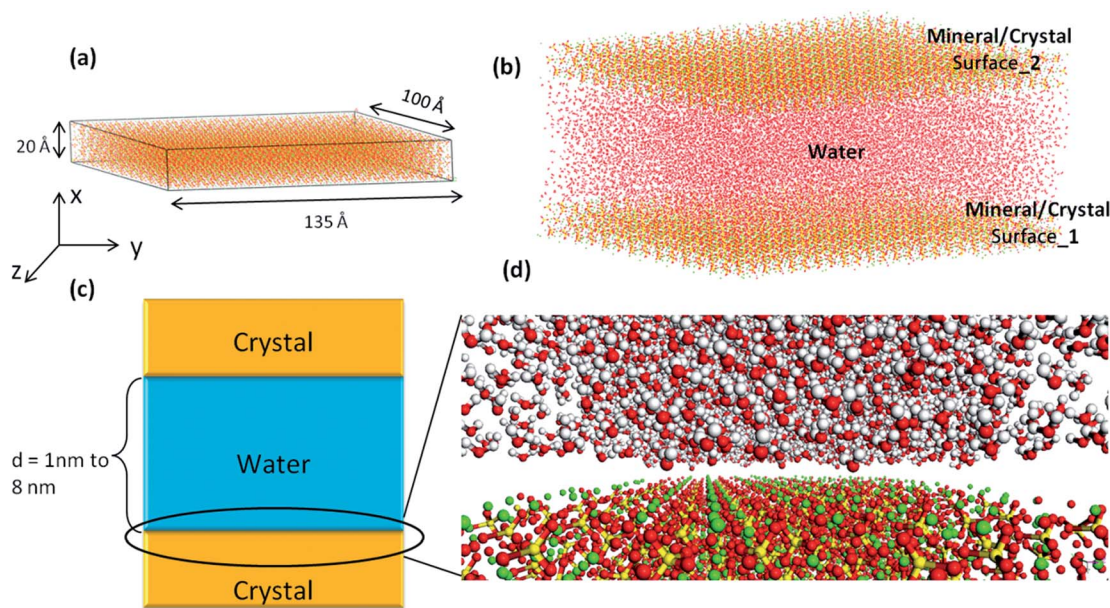 (a)
100 Å
20 Å
135 Å
x
y
z
(b)
Mineral/Crystal
Surface_2
Water
Mineral/Crystal
Surface_1
(c)
Crystal
Water
d = 1nm to
8 nm
Crystal
(d)